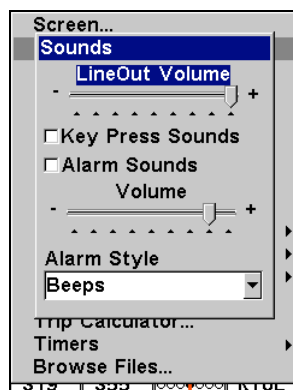 Screen...
Sounds
LineOut Volume
- +
Key Press Sounds
Alarm Sounds
Volume
- +
Alarm Style
Beeps
Trip Calculator...
Timers
Browse Files...